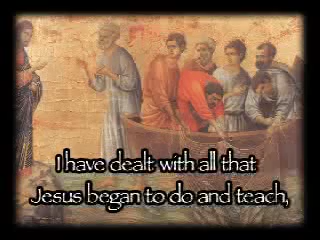 I have dealt with all that
Jesus began to do and teach,